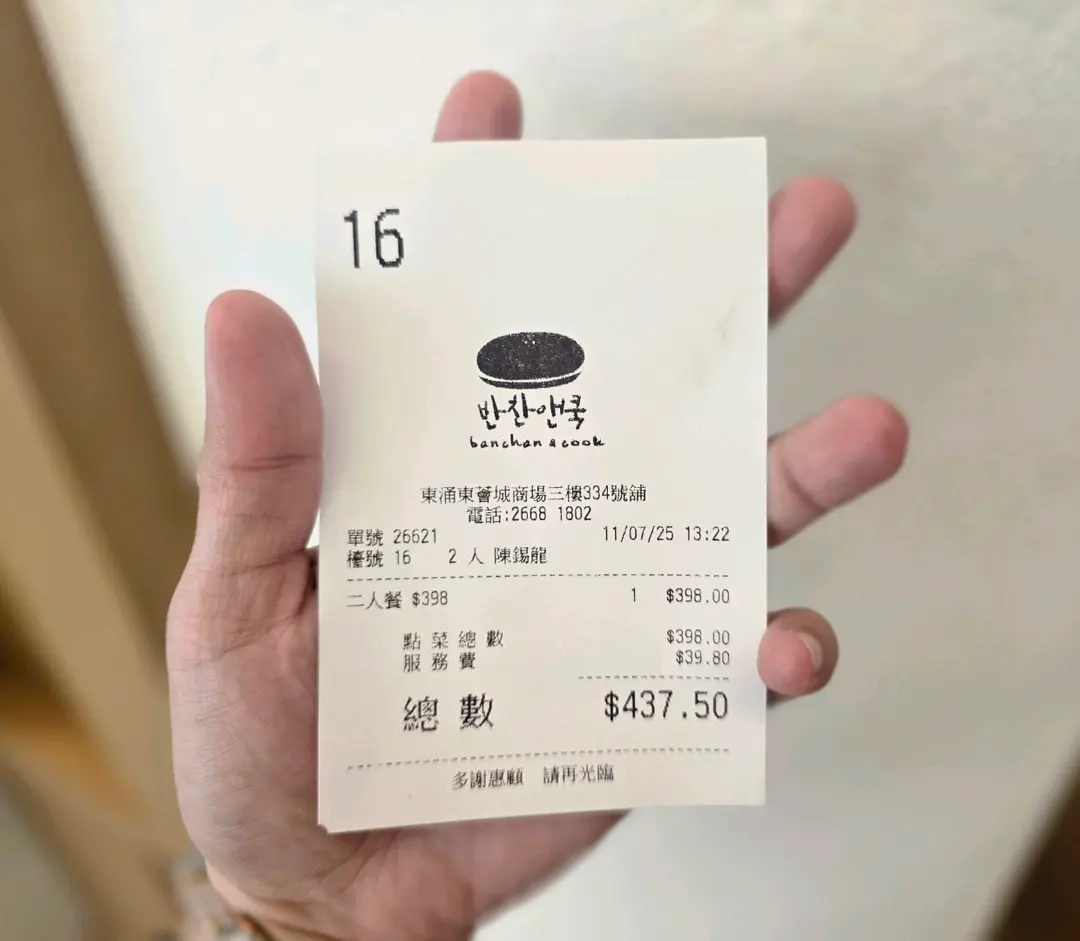 16
반찬앤쿡
banchan & cook
東涌東薈城商場三樓334號舖
電話:2668 1802
單號 26621 11/07/25 13:22
檯號 16 2 人 陳錫龍
二人餐 $398 1 $398.00
點菜總數 $398.00
服務費 $39.80
總數 $437.50
多謝惠顧 請再光臨